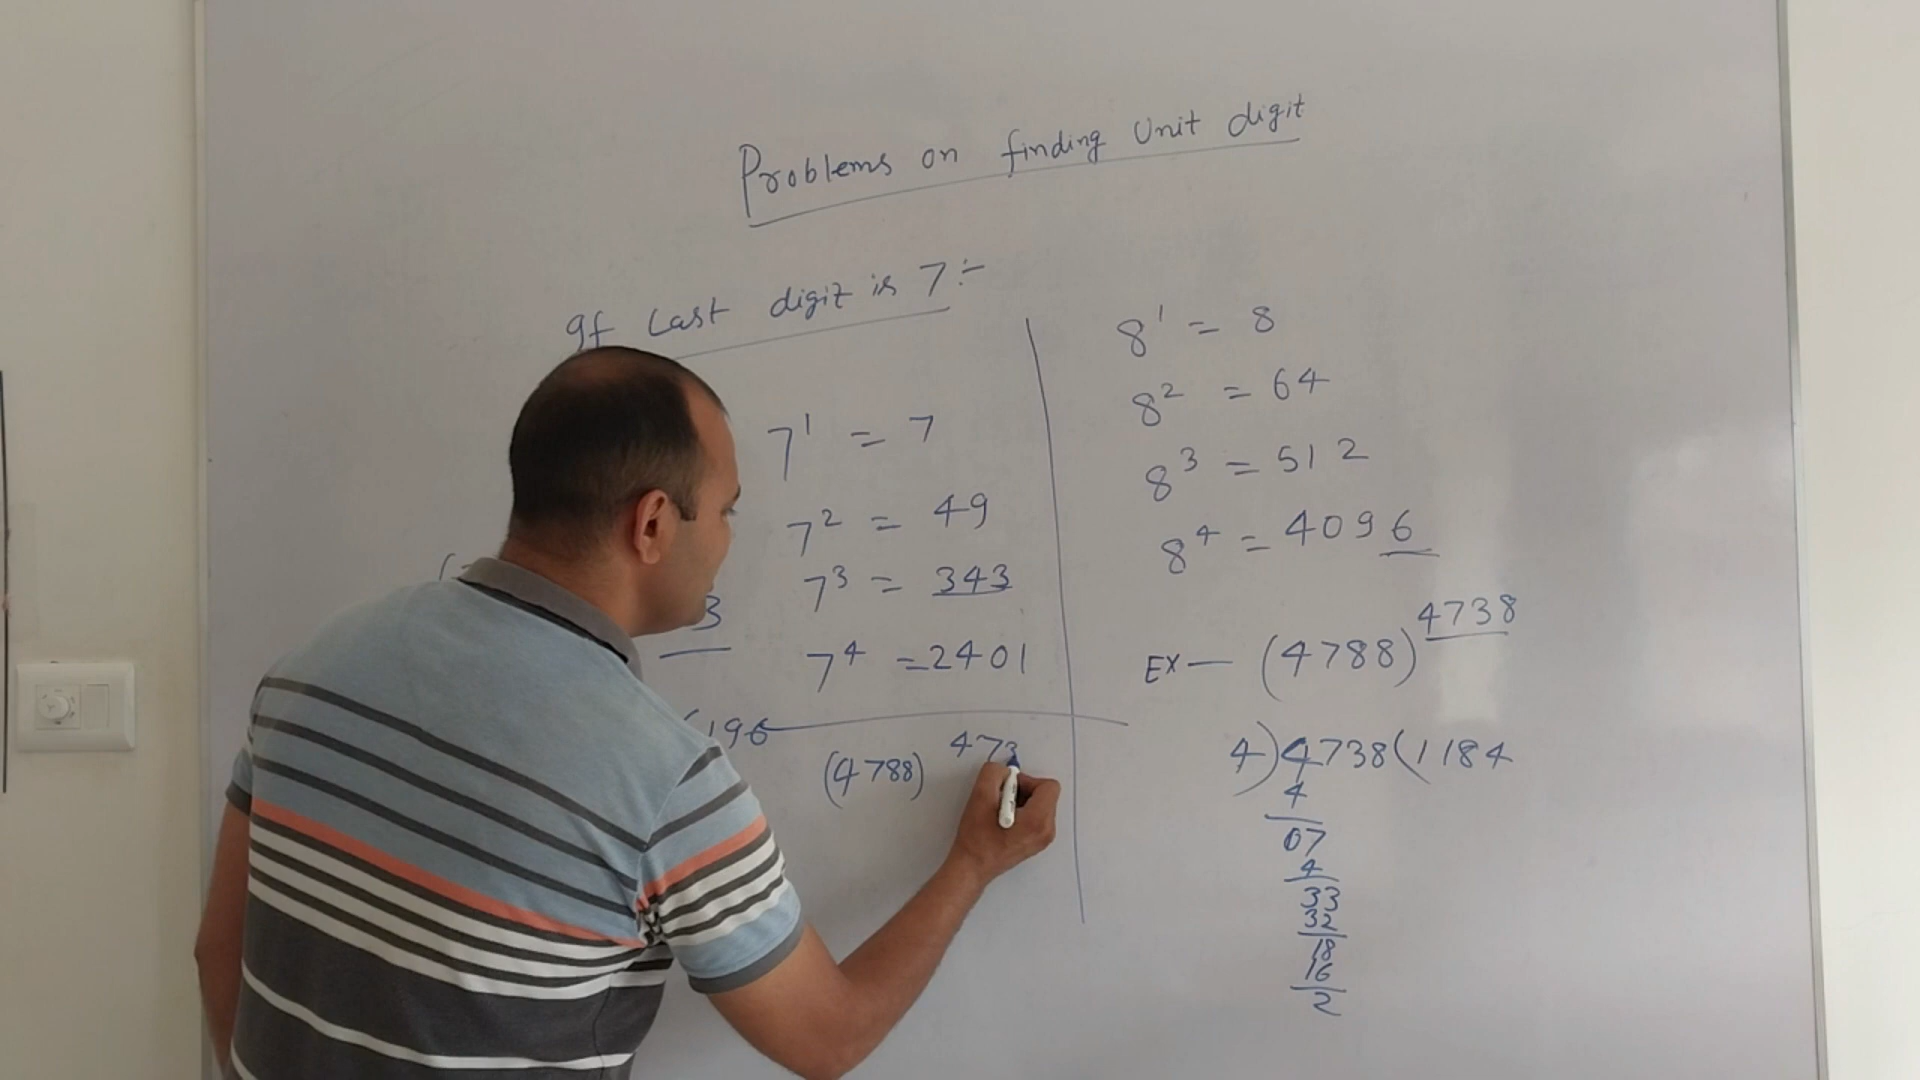 Problems on finding Unit digit
If Last digit is 7:-
7¹ = 7
7² = 49
7³ = 343
7⁴ = 2401
3
196
(4788) 473
8¹ = 8
8² = 64
8³ = 512
8⁴ = 4096
EX — (4788)⁴⁷³⁸
4)4738(1184
4
07
4
33
32
18
16
2